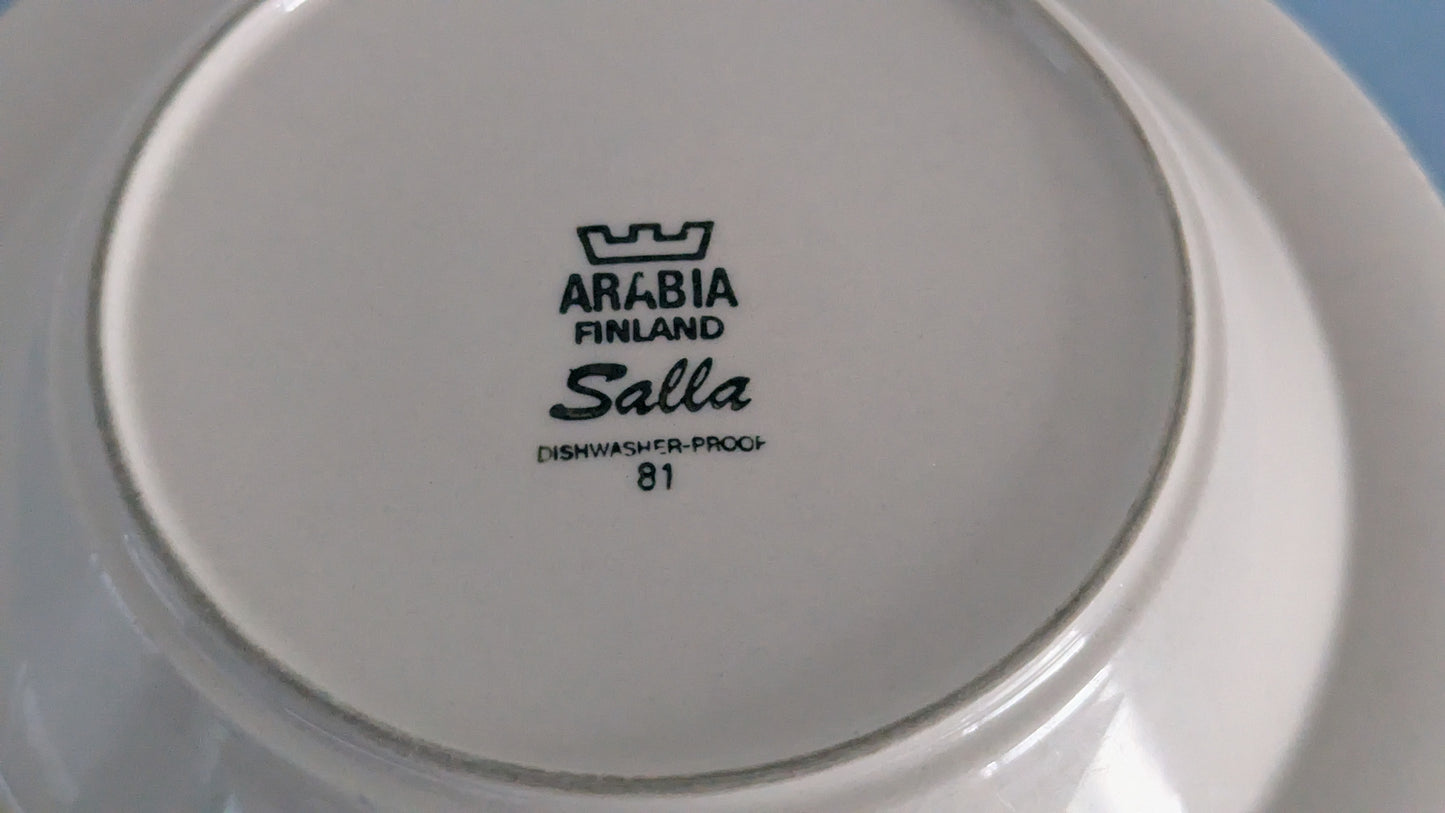 ARABIA
FINLAND
Salla
DISHWASHER-PROOF
81